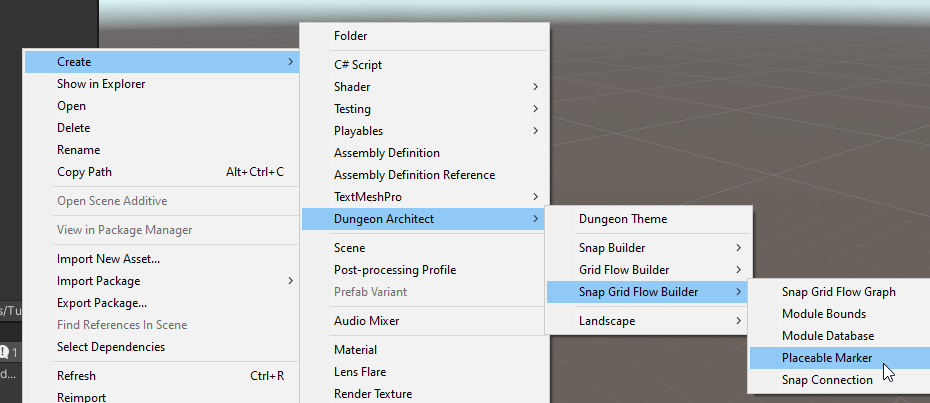 Create
Show in Explorer
Open
Delete
Rename
Copy Path Alt+Ctrl+C
Open Scene Additive
View in Package Manager
Import New Asset...
Import Package
Export Package...
Find References In Scene
Select Dependencies
Refresh Ctrl+R
Reimport
Folder
C# Script
Shader
Testing
Playables
Assembly Definition
Assembly Definition Reference
TextMeshPro
Dungeon Architect
Scene
Post-processing Profile
Prefab Variant
Audio Mixer
Material
Lens Flare
Render Texture
Dungeon Theme
Snap Builder
Grid Flow Builder
Snap Grid Flow Builder
Landscape
Snap Grid Flow Graph
Module Bounds
Module Database
Placeable Marker
Snap Connection
s/Tu
1
d...